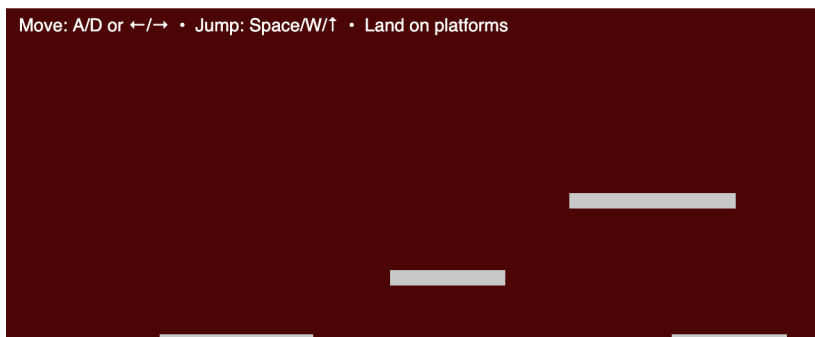 Move: A/D or ←/→ • Jump: Space/W/↑ • Land on platforms